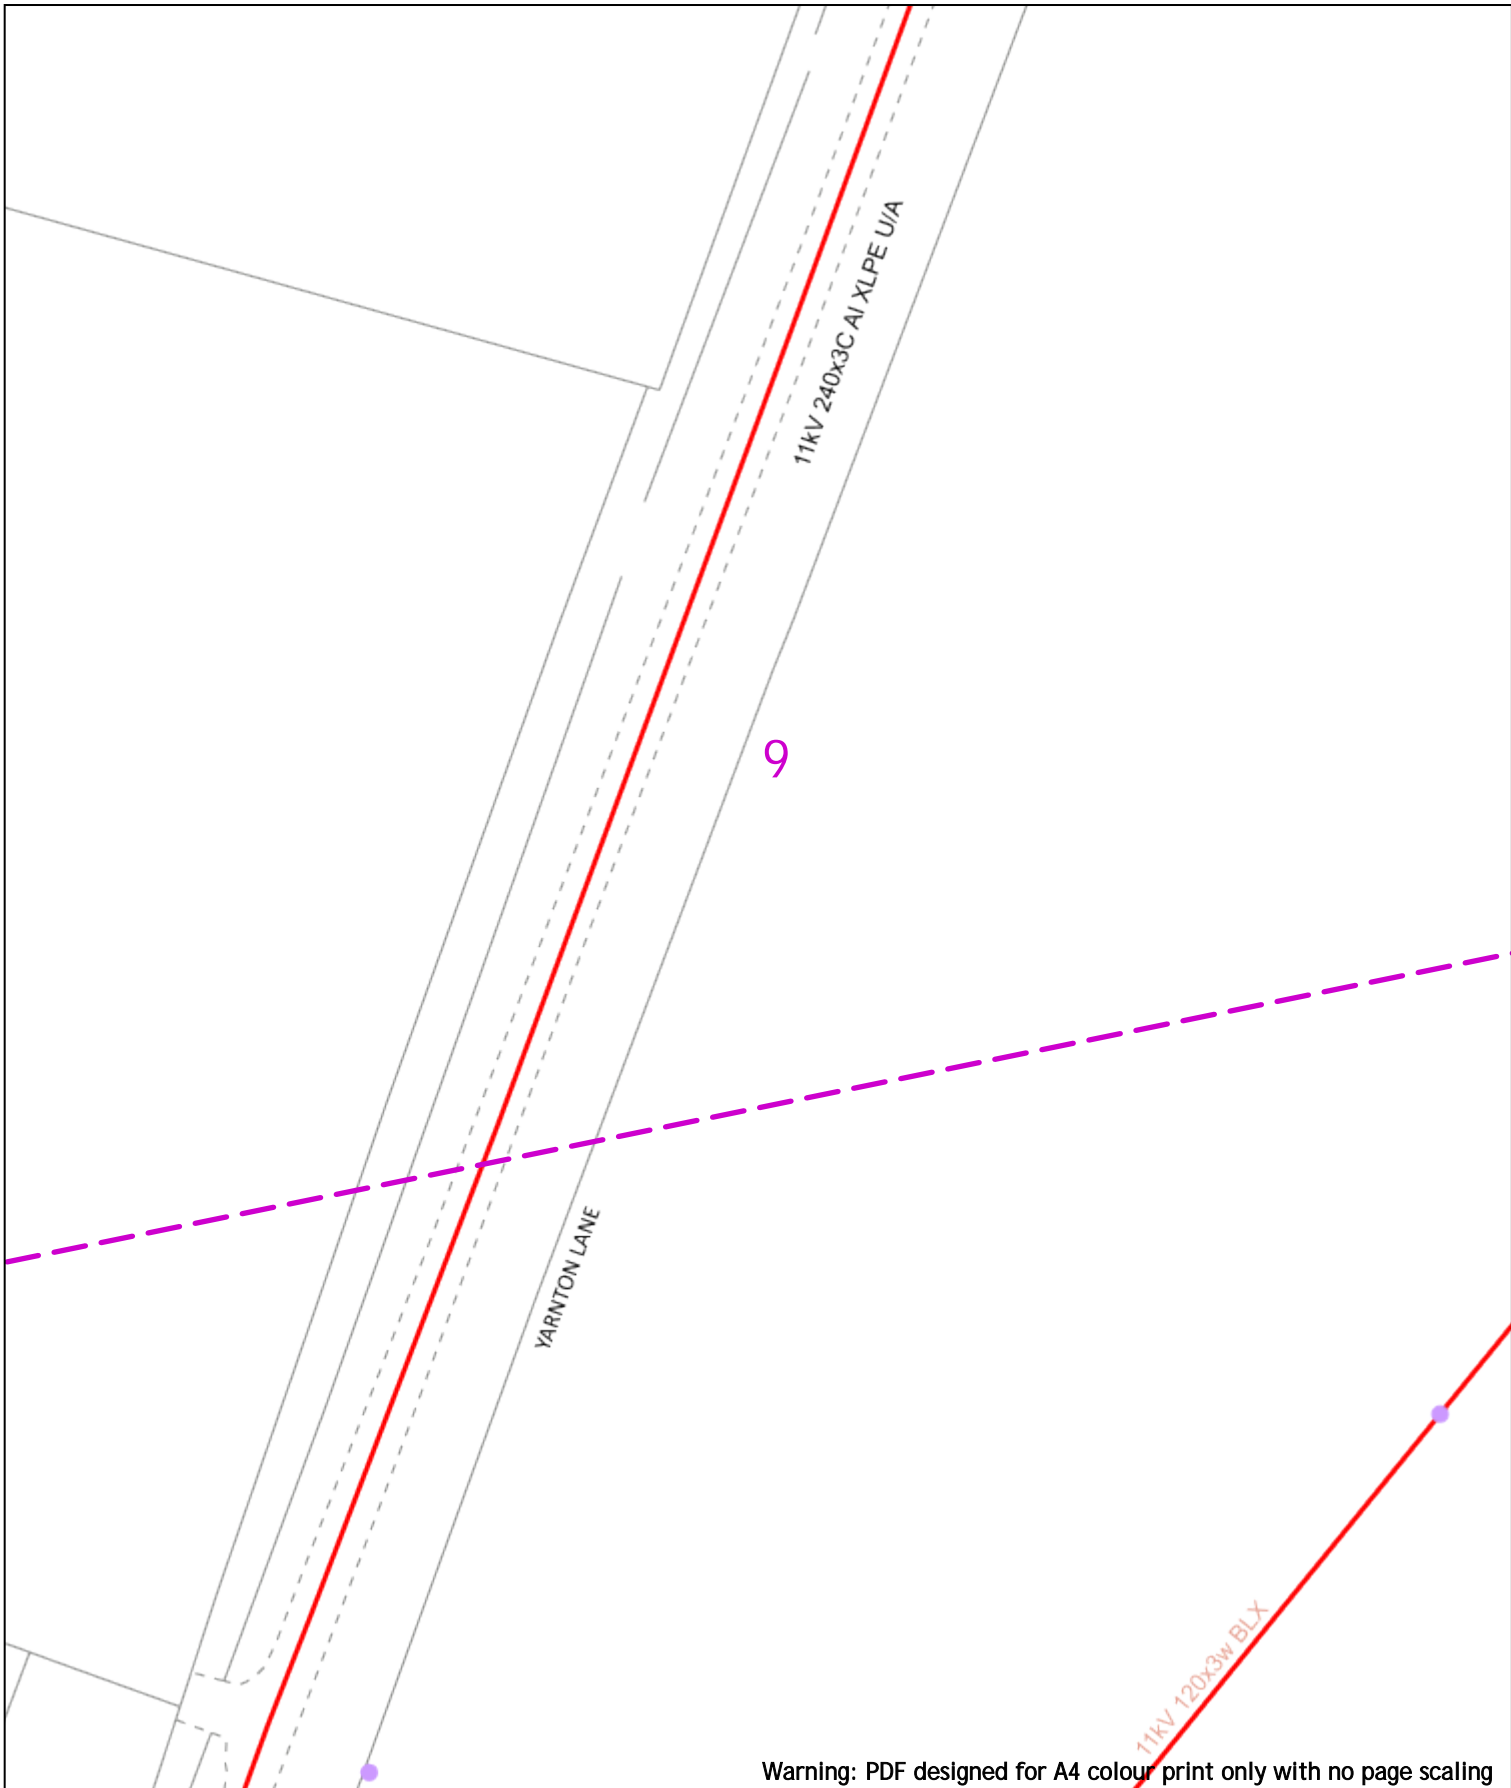 11kV 240x3C Al XLPE U/A
9
YARNTON LANE
11kV 120x3w BLX
Warning: PDF designed for A4 colour print only with no page scaling